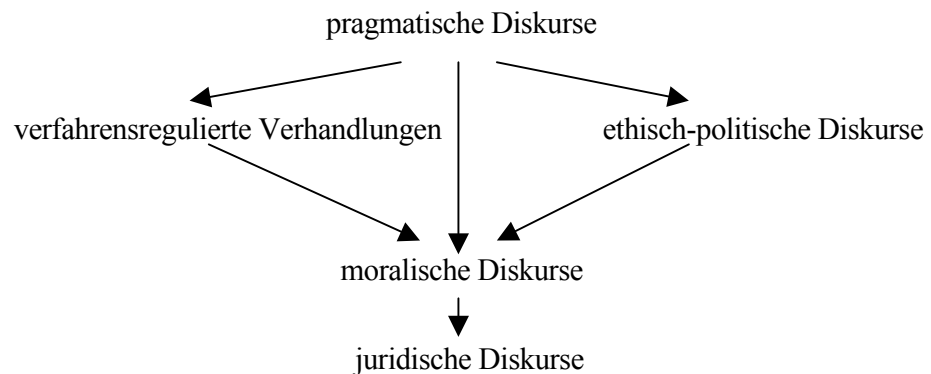 pragmatische Diskurse
verfahrensregulierte Verhandlungen
ethisch-politische Diskurse
moralische Diskurse
juridische Diskurse